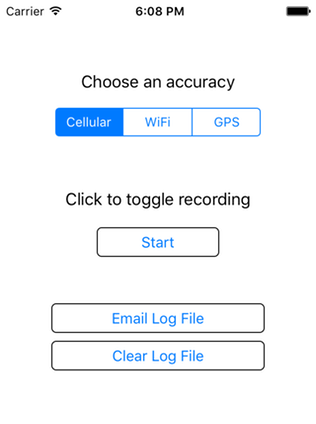 Carrier 6:08 PM
Choose an accuracy
Cellular WiFi GPS
Click to toggle recording
Start
Email Log File
Clear Log File